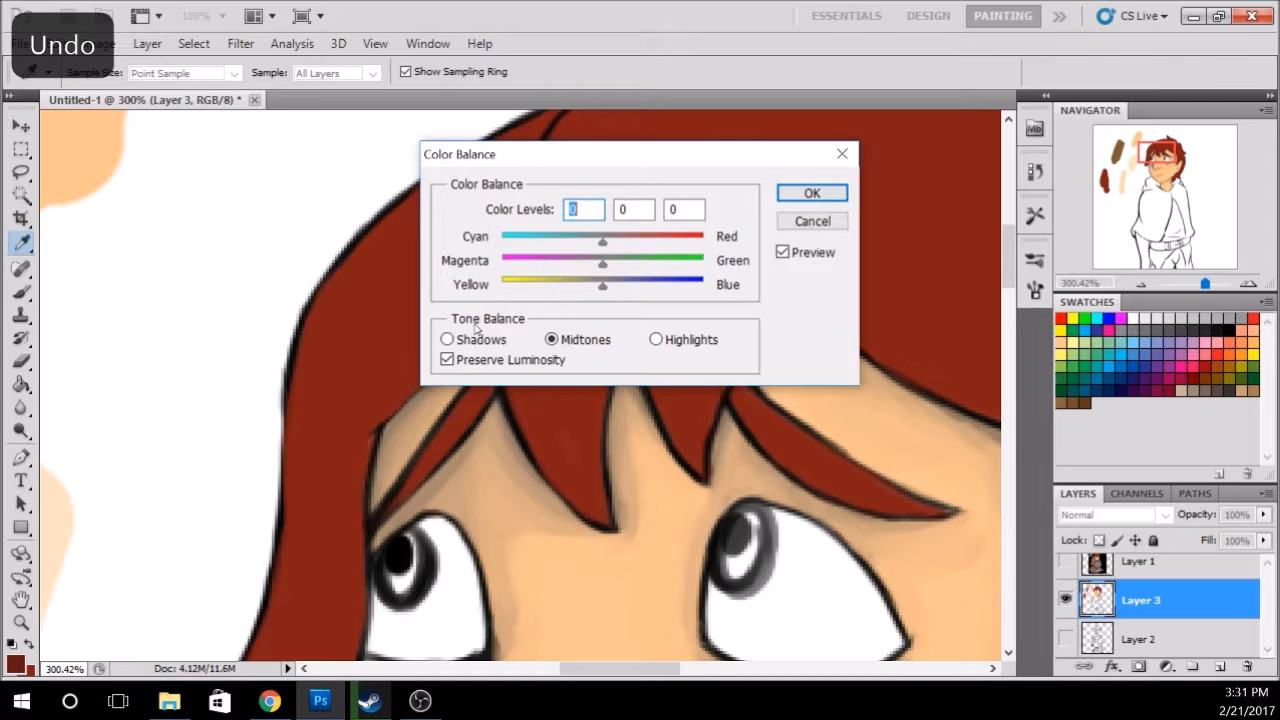 Undo
100%
ESSENTIALS
DESIGN
PAINTING
CS Live
Layer
Select
Filter
Analysis
3D
View
Window
Help
Sample Size:
Point Sample
Sample:
All Layers
Show Sampling Ring
Untitled-1 @ 300% (Layer 3, RGB/8) *
Color Balance
Color Balance
Color Levels:
0
0
0
Cyan
Red
Magenta
Green
Yellow
Blue
Tone Balance
Shadows
Midtones
Highlights
Preserve Luminosity
OK
Cancel
Preview
NAVIGATOR
Mb
300.42%
SWATCHES
LAYERS
CHANNELS
PATHS
Normal
Opacity:
100%
Lock:
Fill:
100%
Layer 1
Layer 3
Layer 2
fx
T
300.42%
Doc: 4.12M/11.6M
Ps
3:31 PM
2/21/2017